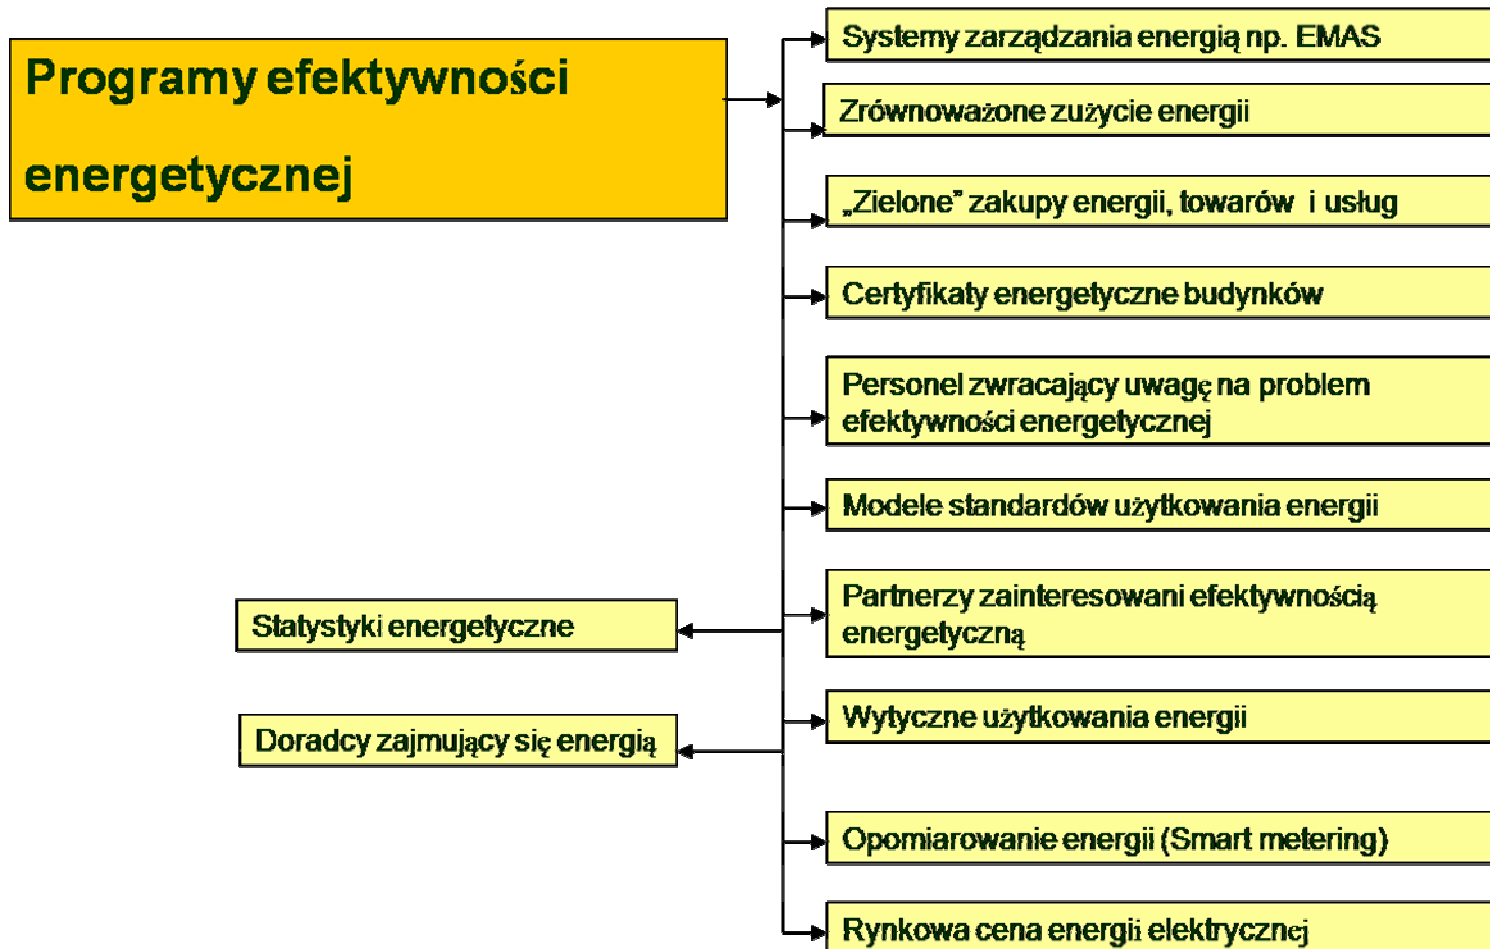 Programy efektywności
energetycznej
Systemy zarządzania energią np. EMAS
Zrównoważone zużycie energii
„Zielone” zakupy energii, towarów i usług
Certyfikaty energetyczne budynków
Personel zwracający uwagę na problem
efektywności energetycznej
Modele standardów użytkowania energii
Partnerzy zainteresowani efektywnością
energetyczną
Statystyki energetyczne
Wytyczne użytkowania energii
Doradcy zajmujący się energią
Opomiarowanie energii (Smart metering)
Rynkowa cena energii elektrycznej